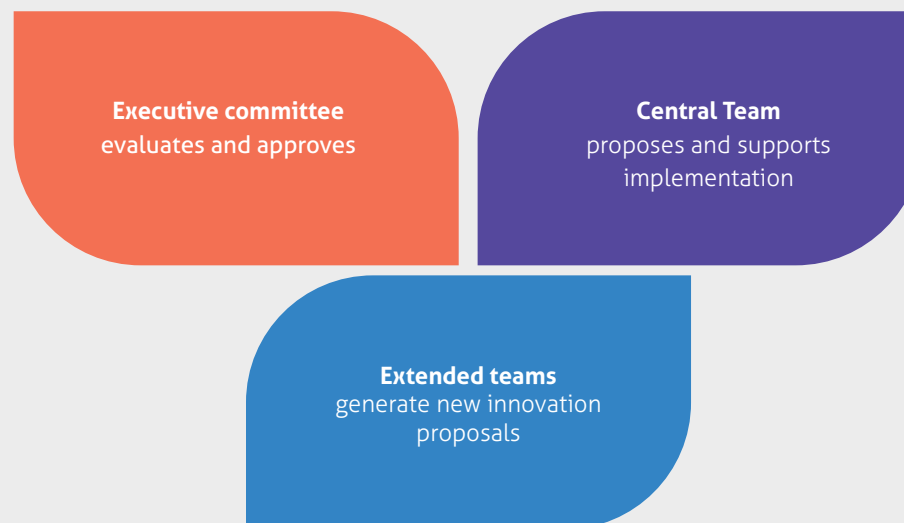 Executive committee
evaluates and approves
Central Team
proposes and supports
implementation
Extended teams
generate new innovation
proposals